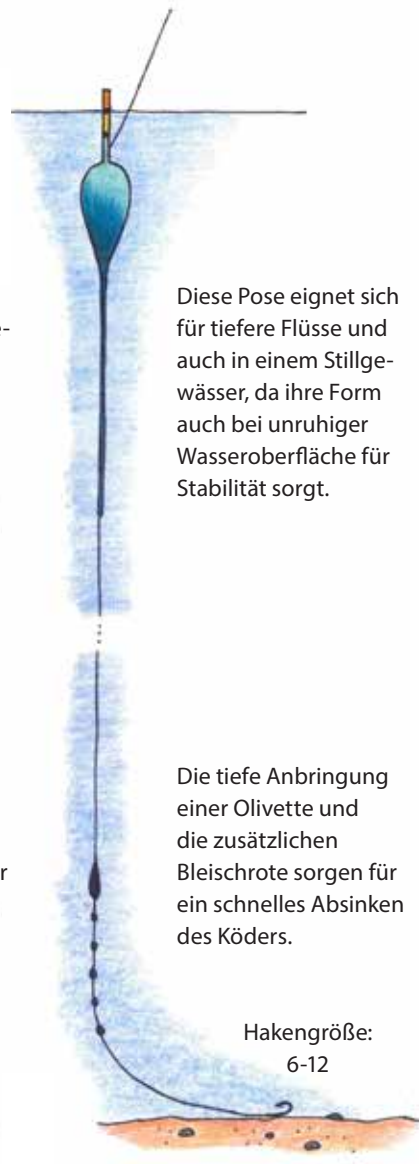 Diese Pose eignet sich
für tiefere Flüsse und
auch in einem Stillge-
wässer, da ihre Form
auch bei unruhiger
Wasseroberfläche für
Stabilität sorgt.
Die tiefe Anbringung
einer Olivette und
die zusätzlichen
Bleischrote sorgen für
ein schnelles Absinken
des Köders.
Hakengröße:
6-12